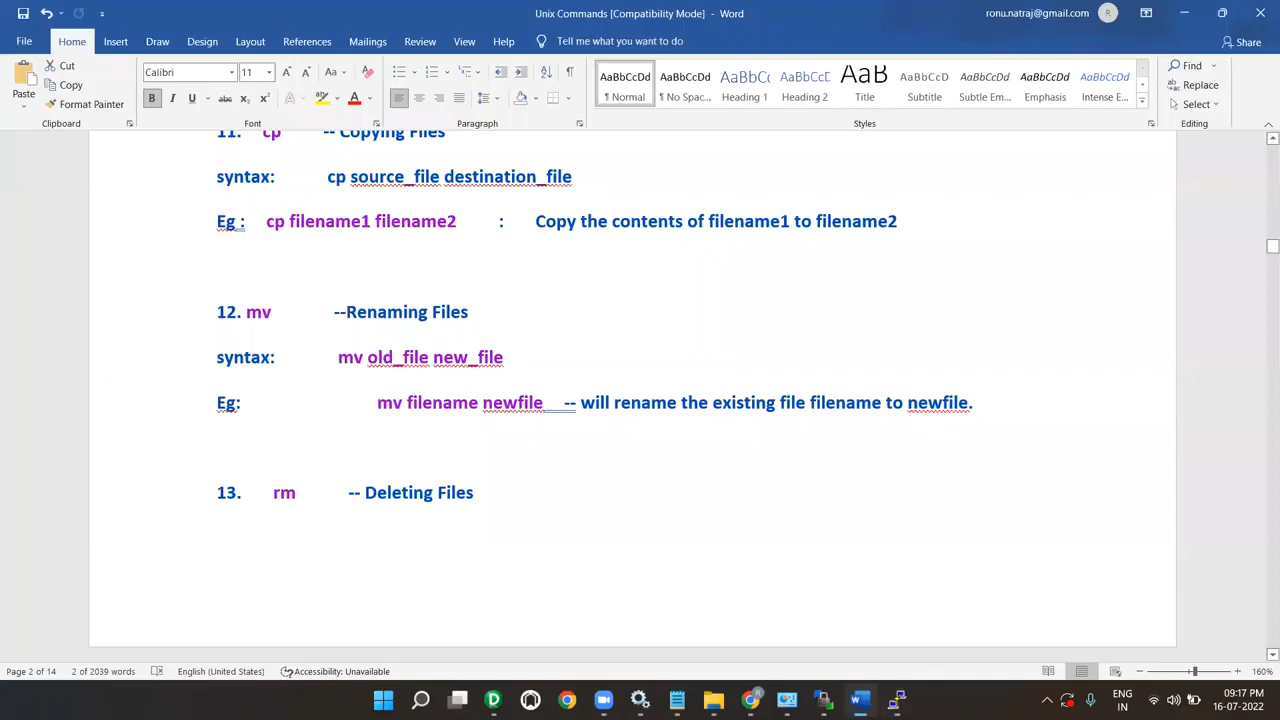 Unix Commands [Compatibility Mode] - Word
ronu.natraj@gmail.com R
File Home Insert Draw Design Layout References Mailings Review View Help Tell me what you want to do Share
Paste Cut Copy Format Painter
Calibri 11
AaBbCcDd AaBbCcDd AaBbCc AaBbCcD AaB AaBbCcDd AaBbCcDd AaBbCcDd AaBbCcDd
¶ Normal ¶ No Spac... Heading 1 Heading 2 Title Subtitle Subtle Em... Emphasis Intense E...
Find Replace Select
Clipboard Font Paragraph Styles Editing
11. cp -- Copying Files
syntax: cp source_file destination_file
Eg : cp filename1 filename2 : Copy the contents of filename1 to filename2
12. mv --Renaming Files
syntax: mv old_file new_file
Eg: mv filename newfile -- will rename the existing file filename to newfile.
13. rm -- Deleting Files
Page 2 of 14 2 of 2039 words English (United States) Accessibility: Unavailable 160%
ENG
IN
09:17 PM
16-07-2022